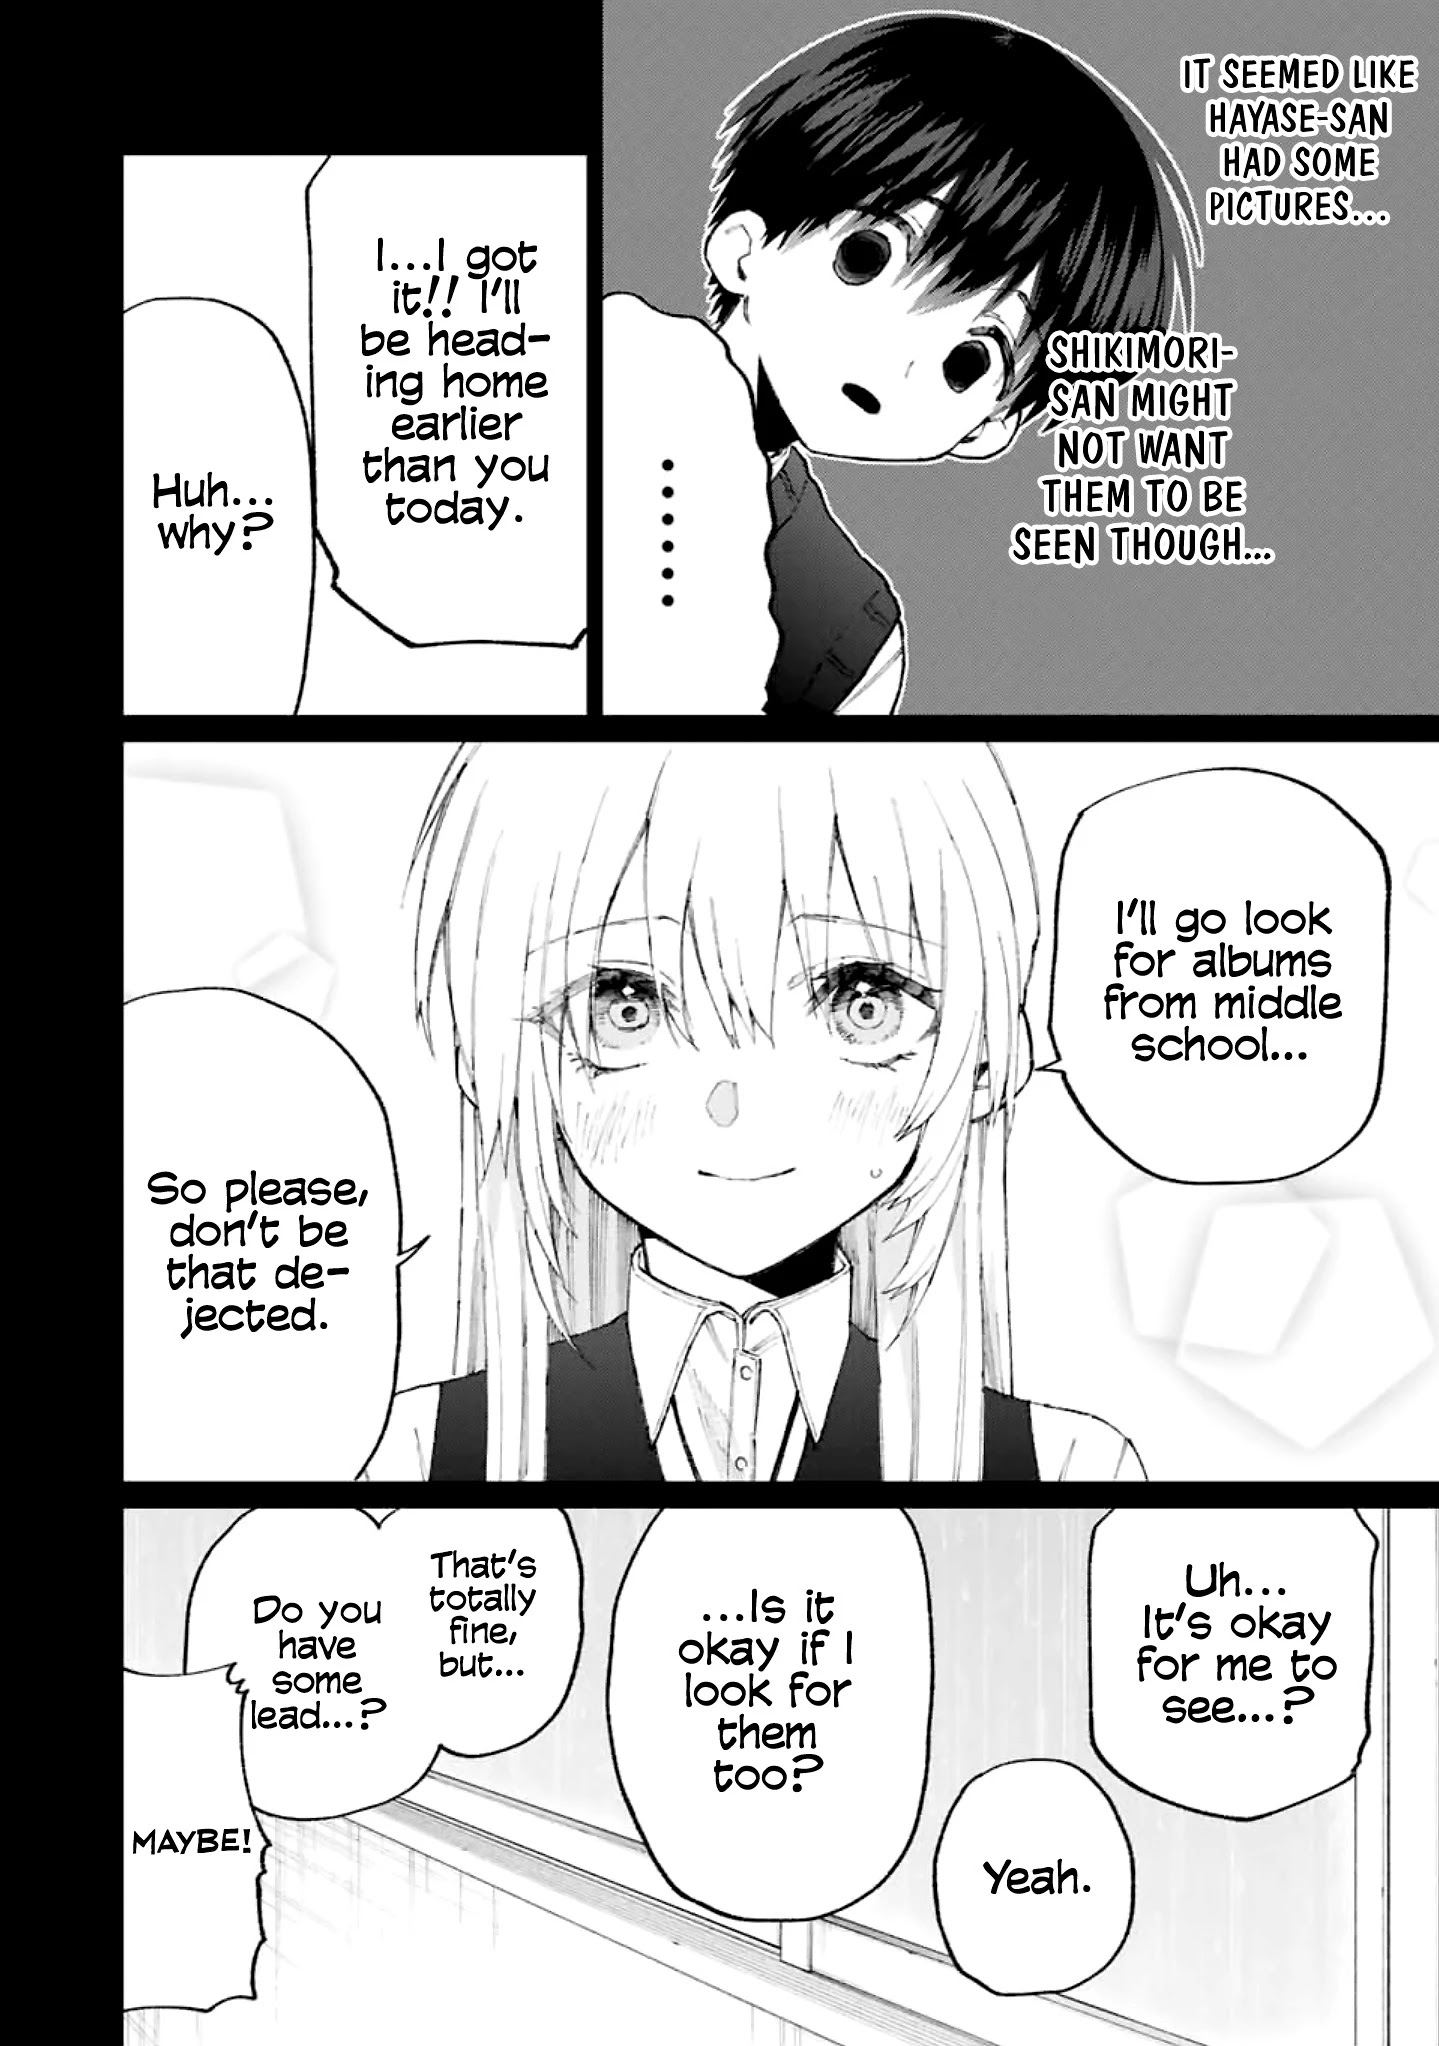 IT SEEMED LIKE
HAYASE-SAN
HAD SOME
PICTURES...
SHIKIMORI-
SAN MIGHT
NOT WANT
THEM TO BE
SEEN THOUGH...
......
I...I got
it!! I'll
be head-
ing home
earlier
than you
today.
Huh...
why?
I'll go look
for albums
from middle
school...
So please,
don't be
that de-
jected.
Uh...
It's okay
for me to
see...?
Yeah.
...Is it
okay if I
look for
them
too?
That's
totally
fine,
but...
Do you
have
some
lead...?
MAYBE!